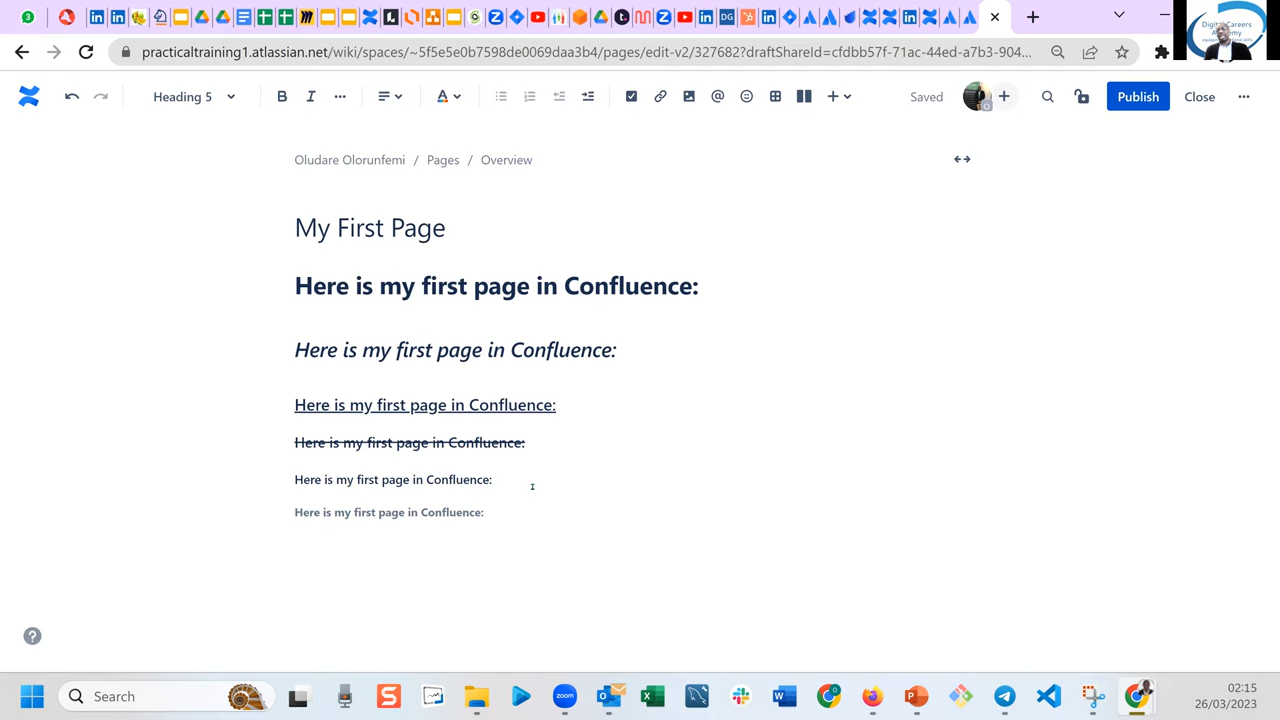 practicaltraining1.atlassian.net/wiki/spaces/~5f5e5e0b7598de0068daa3b4/pages/edit-v2/327682?draftShareId=cfdbb57f-71ac-44ed-a7b3-904...
Heading 5
Saved
Publish
Close
Oludare Olorunfemi / Pages / Overview
My First Page
Here is my first page in Confluence:
Here is my first page in Confluence:
Here is my first page in Confluence:
Here is my first page in Confluence:
Here is my first page in Confluence:
Here is my first page in Confluence:
Search
zoom
02:15
26/03/2023